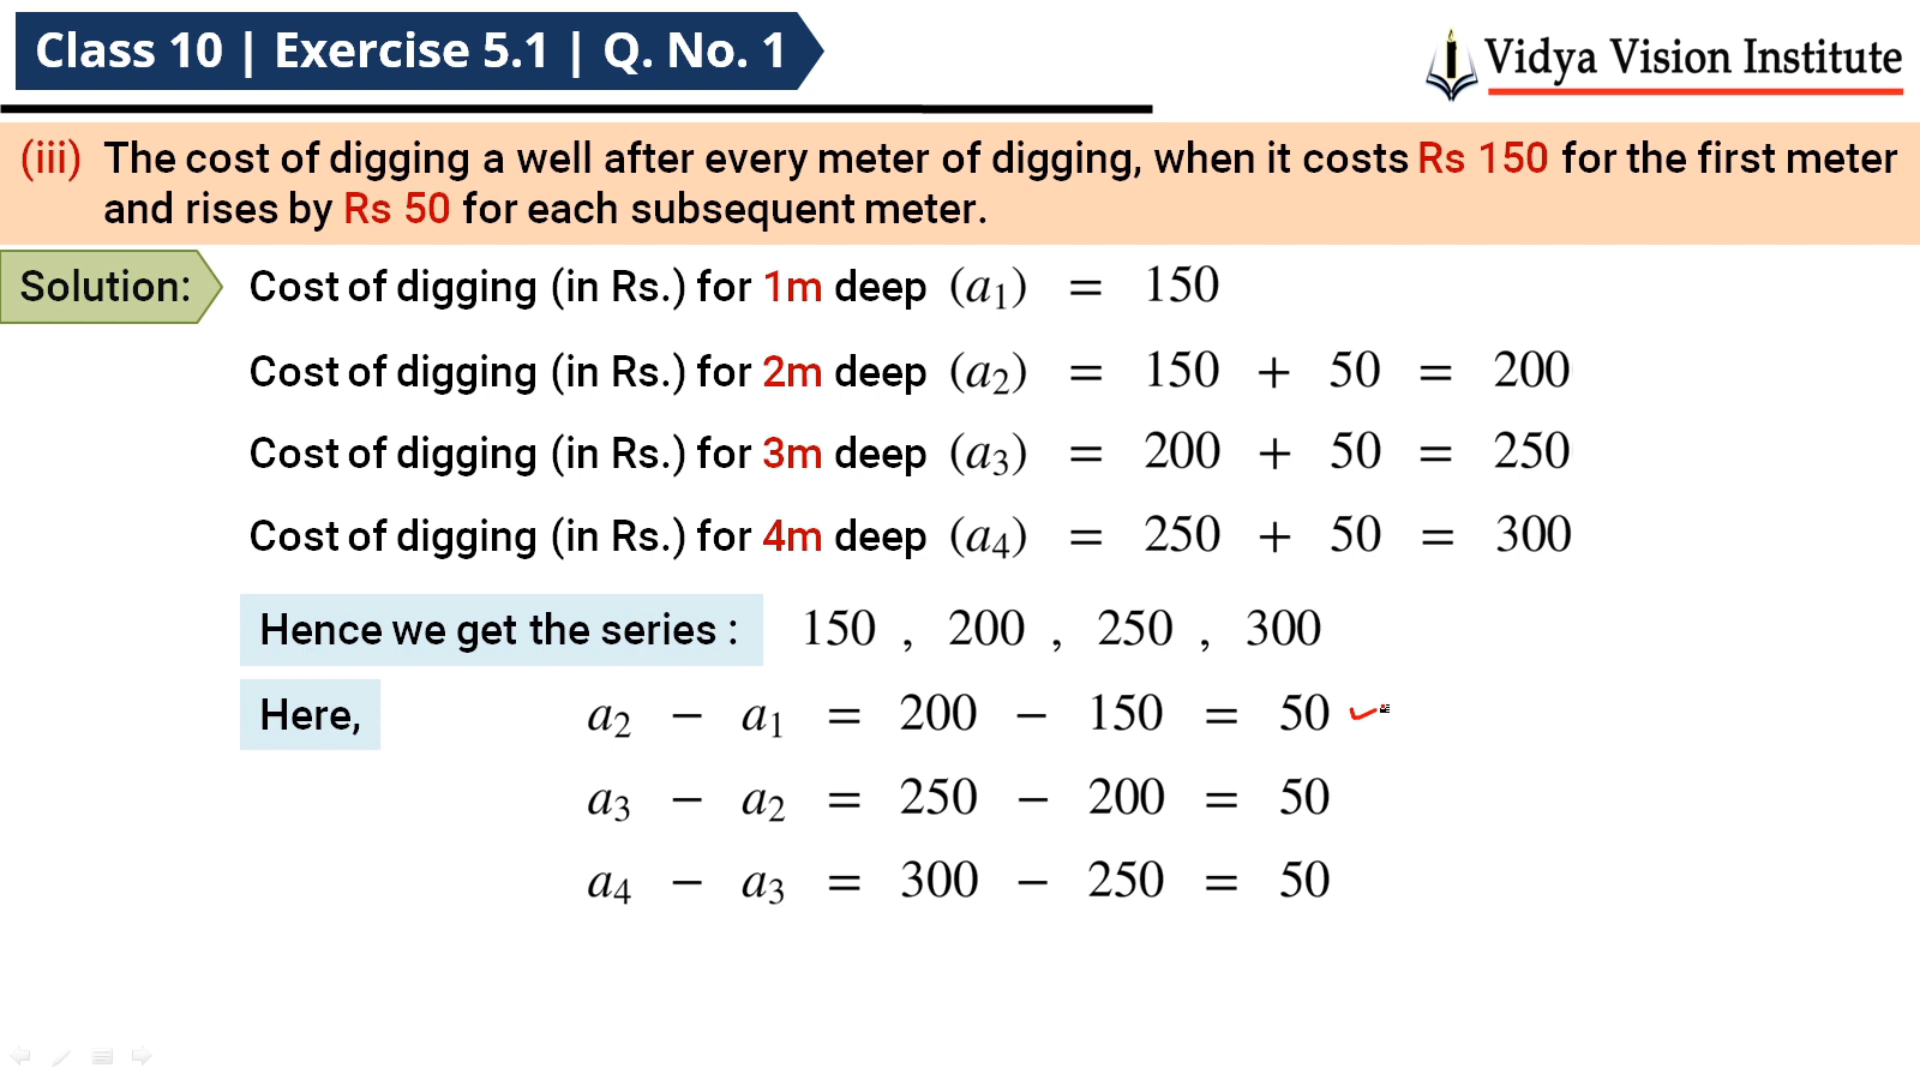 Class 10 | Exercise 5.1 | Q. No. 1
Vidya Vision Institute
(iii) The cost of digging a well after every meter of digging, when it costs Rs 150 for the first meter
and rises by Rs 50 for each subsequent meter.
Solution: Cost of digging (in Rs.) for 1m deep (a₁) = 150
Cost of digging (in Rs.) for 2m deep (a₂) = 150 + 50 = 200
Cost of digging (in Rs.) for 3m deep (a₃) = 200 + 50 = 250
Cost of digging (in Rs.) for 4m deep (a₄) = 250 + 50 = 300
Hence we get the series : 150 , 200 , 250 , 300
Here, a₂ − a₁ = 200 − 150 = 50
a₃ − a₂ = 250 − 200 = 50
a₄ − a₃ = 300 − 250 = 50